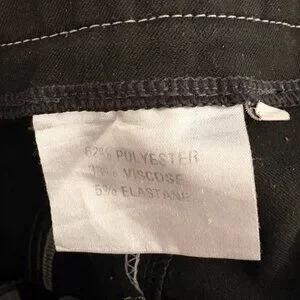 62% POLYESTER
33% VISCOSE
5% ELASTANE